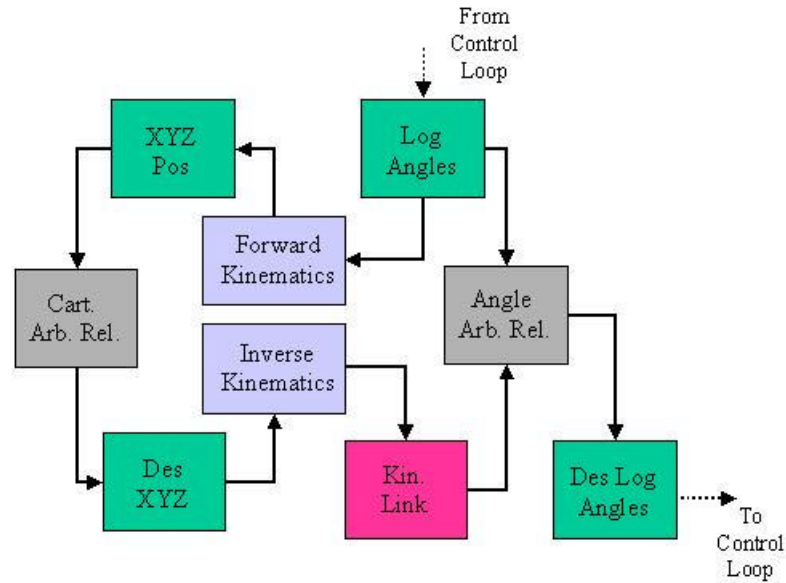 From
Control
Loop
XYZ
Pos
Log
Angles
Forward
Kinematics
Cart.
Arb. Rel.
Angle
Arb. Rel.
Inverse
Kinematics
Des
XYZ
Kin.
Link
Des Log
Angles
To
Control
Loop